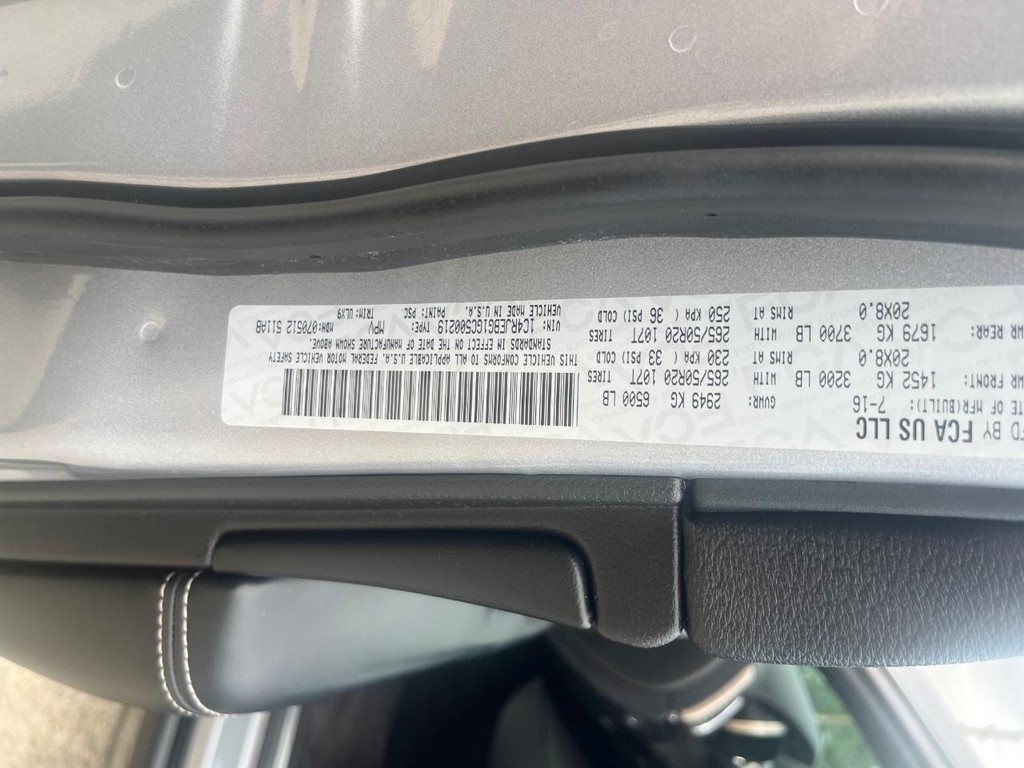 FD BY FCA US LLC
TE OF MFR(BUILT): 7-16 GVWR: 2949 KG 6500 LB
WR FRONT: 1452 KG 3200 LB WITH 265/50R20 107T TIRES
20X8.0 RIMS AT 230 KPA ( 33 PSI COLD
WR REAR: 1679 KG 3700 LB WITH 265/50R20 107T TIRES
20X8.0 RIMS AT 250 KPA ( 36 PSI COLD
THIS VEHICLE CONFORMS TO ALL APPLICABLE U.S.A. FEDERAL MOTOR VEHICLE SAFETY
STANDARDS IN EFFECT ON THE DATE OF MANUFACTURE SHOWN ABOVE.
VIN: 1C4RJEBG1GC500219 TYPE: MPV MDH: 070612 511AB
VEHICLE MADE IN U.S.A. PAINT: PSC TRIM: ULX9